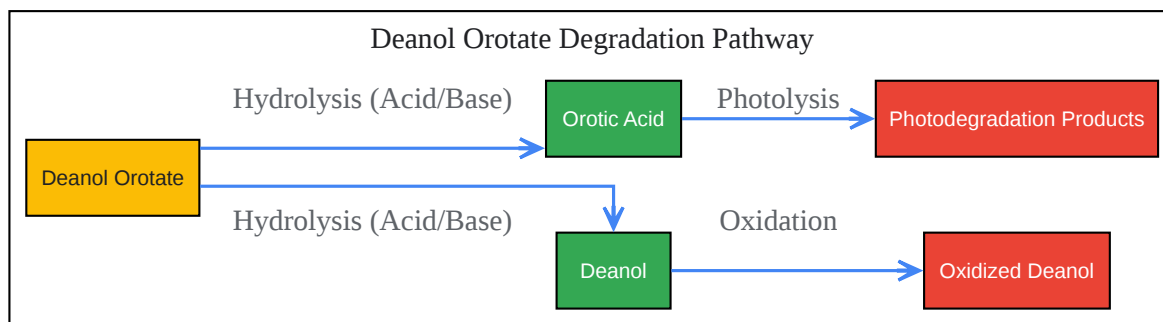 Deanol Orotate Degradation Pathway
Hydrolysis (Acid/Base)
Photolysis
Orotic Acid
Photodegradation Products
Deanol Orotate
Hydrolysis (Acid/Base)
Oxidation
Deanol
Oxidized Deanol